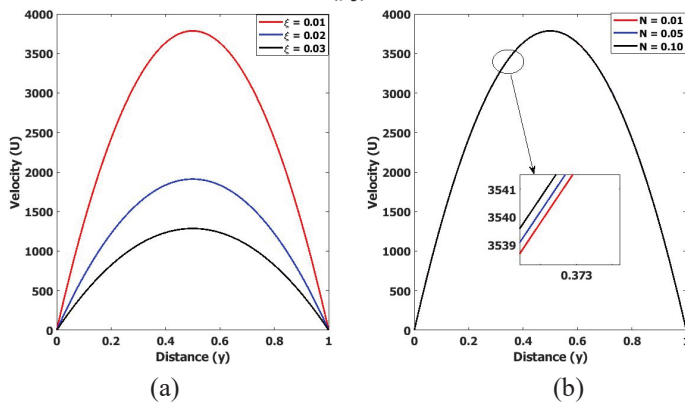 4000
3500
3000
2500
2000
1500
1000
500
0
Velocity (U)
0 0.2 0.4 0.6 0.8 1
Distance (y)
ξ = 0.01
ξ = 0.02
ξ = 0.03
(a)
4000
3500
3000
2500
2000
1500
1000
500
0
Velocity (U)
0 0.2 0.4 0.6 0.8 1
Distance (y)
N = 0.01
N = 0.05
N = 0.10
3541
3540
3539
0.373
(b)